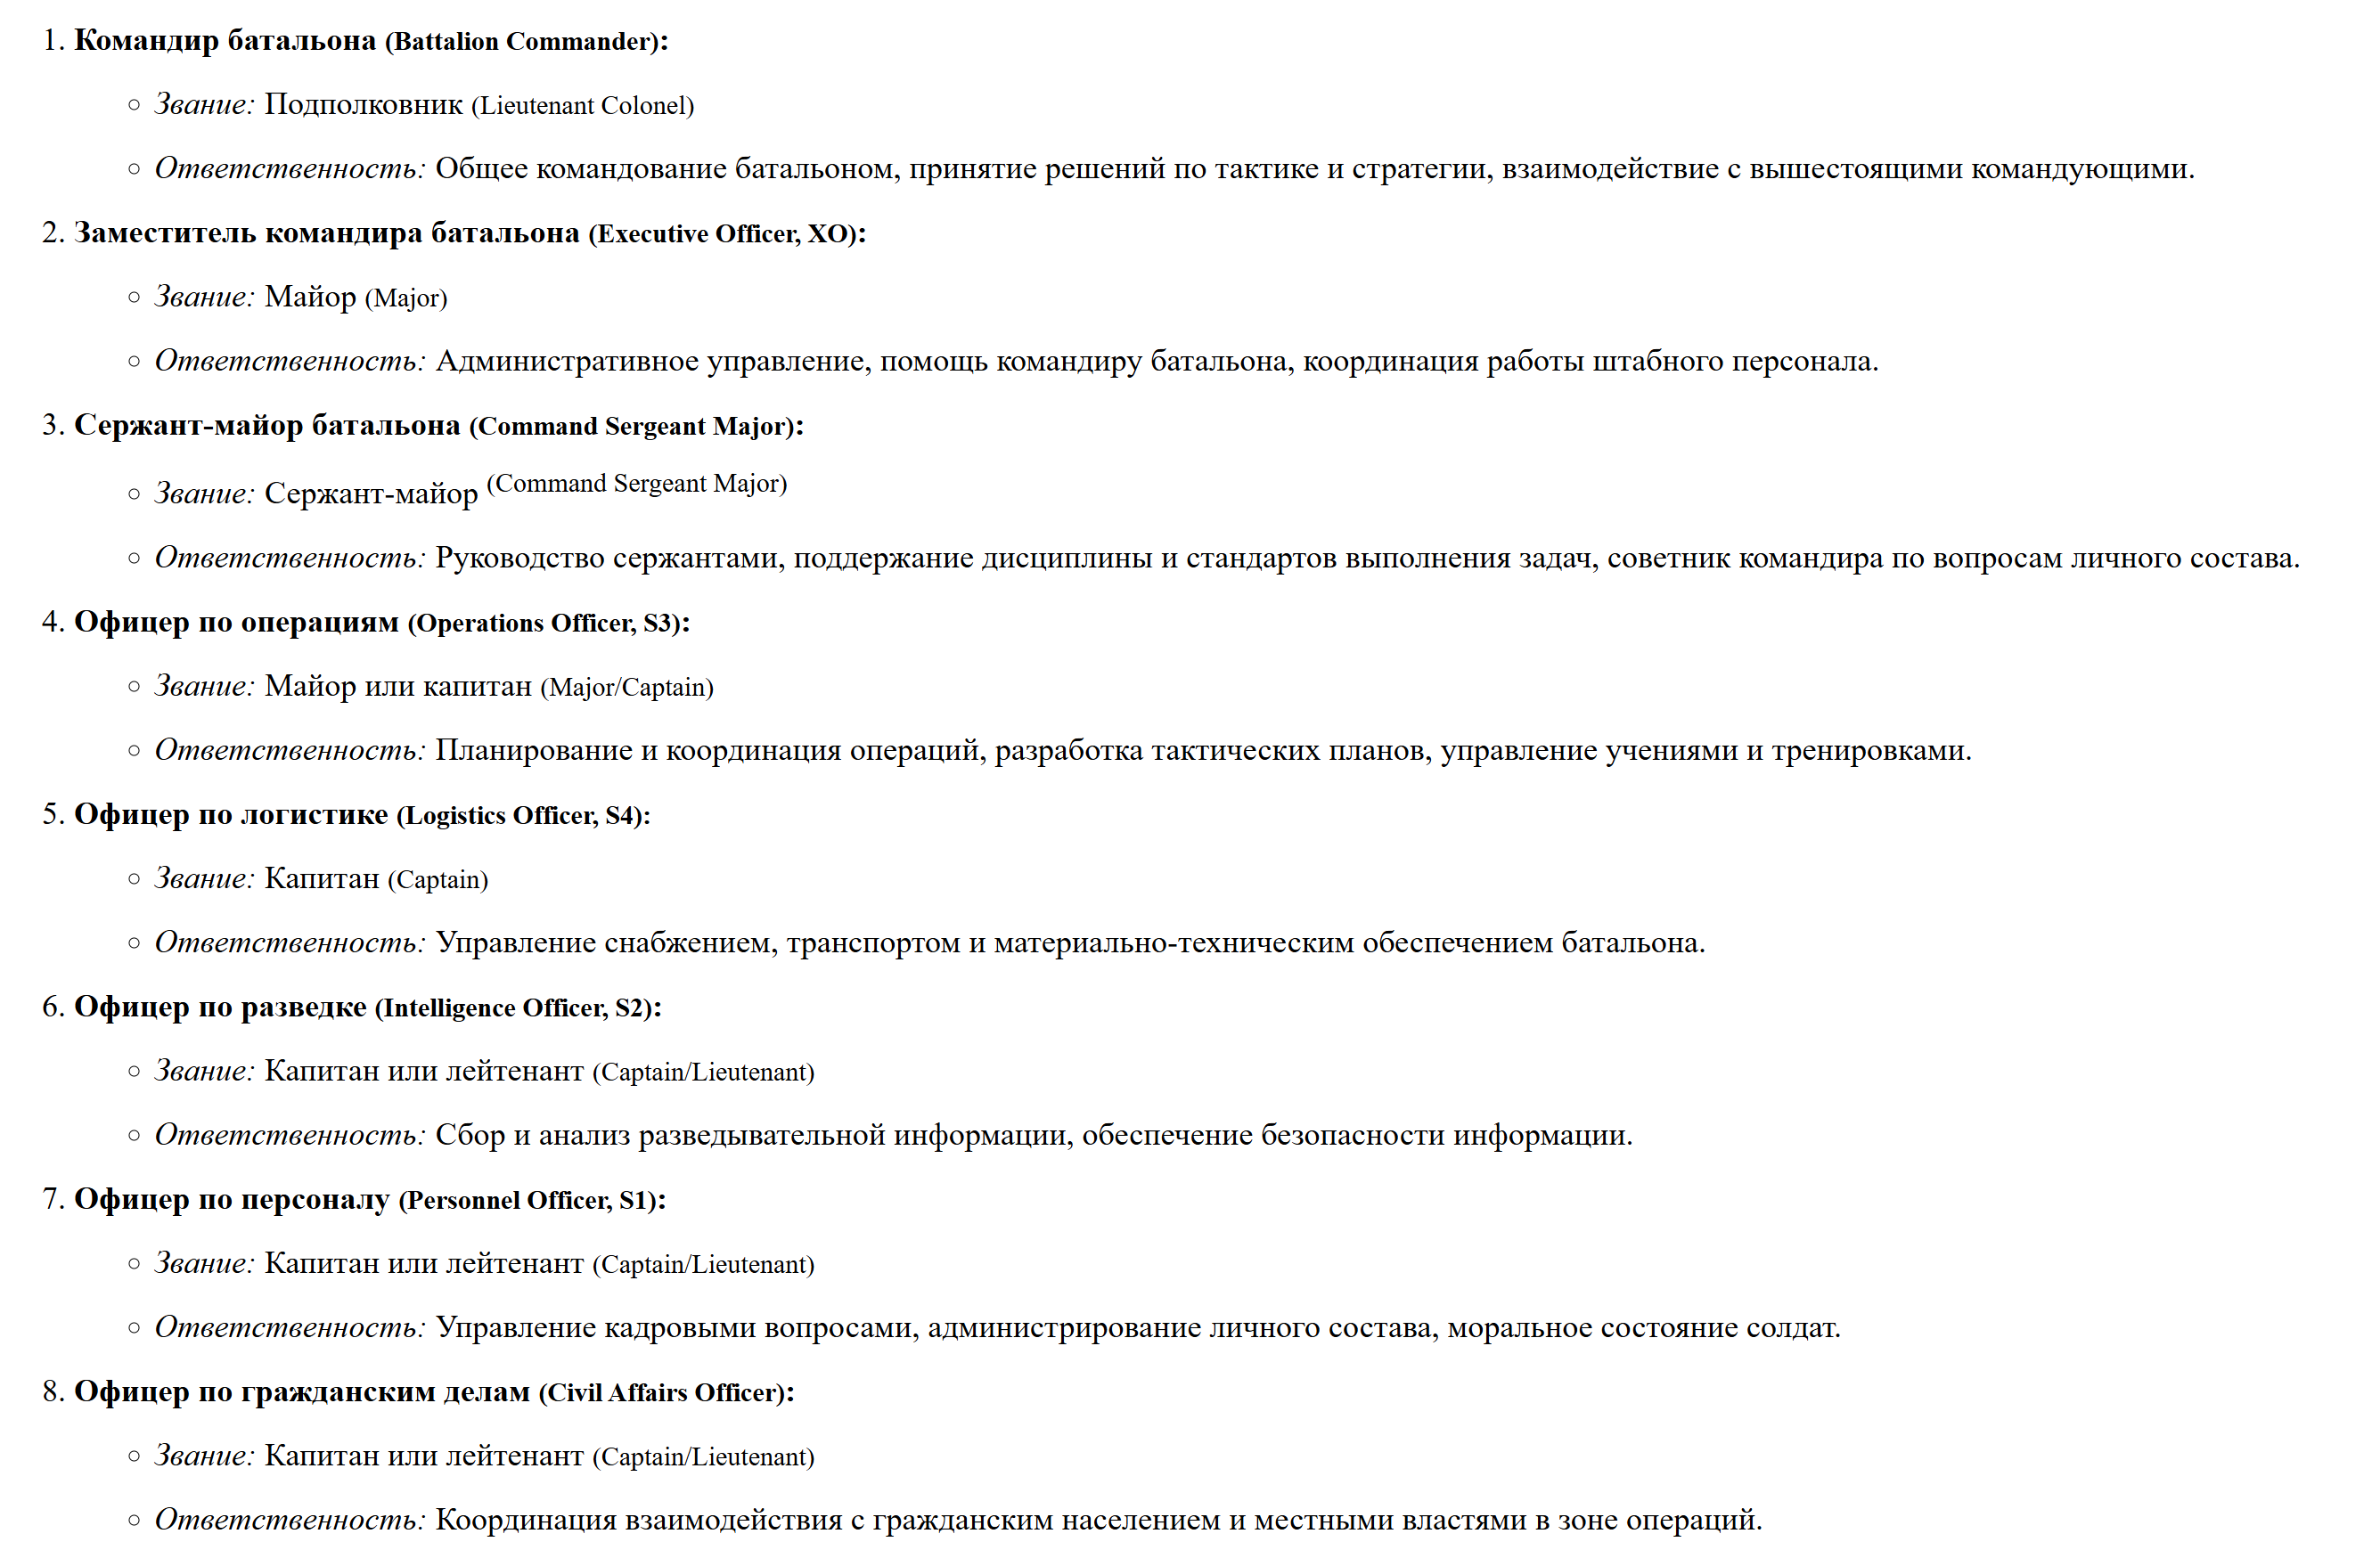 1. Командир батальона (Battalion Commander):
○ Звание: Подполковник (Lieutenant Colonel)
○ Ответственность: Общее командование батальоном, принятие решений по тактике и стратегии, взаимодействие с вышестоящими командующими.
2. Заместитель командира батальона (Executive Officer, XO):
○ Звание: Майор (Major)
○ Ответственность: Административное управление, помощь командиру батальона, координация работы штабного персонала.
3. Сержант-майор батальона (Command Sergeant Major):
○ Звание: Сержант-майор (Command Sergeant Major)
○ Ответственность: Руководство сержантами, поддержание дисциплины и стандартов выполнения задач, советник командира по вопросам личного состава.
4. Офицер по операциям (Operations Officer, S3):
○ Звание: Майор или капитан (Major/Captain)
○ Ответственность: Планирование и координация операций, разработка тактических планов, управление учениями и тренировками.
5. Офицер по логистике (Logistics Officer, S4):
○ Звание: Капитан (Captain)
○ Ответственность: Управление снабжением, транспортом и материально-техническим обеспечением батальона.
6. Офицер по разведке (Intelligence Officer, S2):
○ Звание: Капитан или лейтенант (Captain/Lieutenant)
○ Ответственность: Сбор и анализ разведывательной информации, обеспечение безопасности информации.
7. Офицер по персоналу (Personnel Officer, S1):
○ Звание: Капитан или лейтенант (Captain/Lieutenant)
○ Ответственность: Управление кадровыми вопросами, администрирование личного состава, моральное состояние солдат.
8. Офицер по гражданским делам (Civil Affairs Officer):
○ Звание: Капитан или лейтенант (Captain/Lieutenant)
○ Ответственность: Координация взаимодействия с гражданским населением и местными властями в зоне операций.